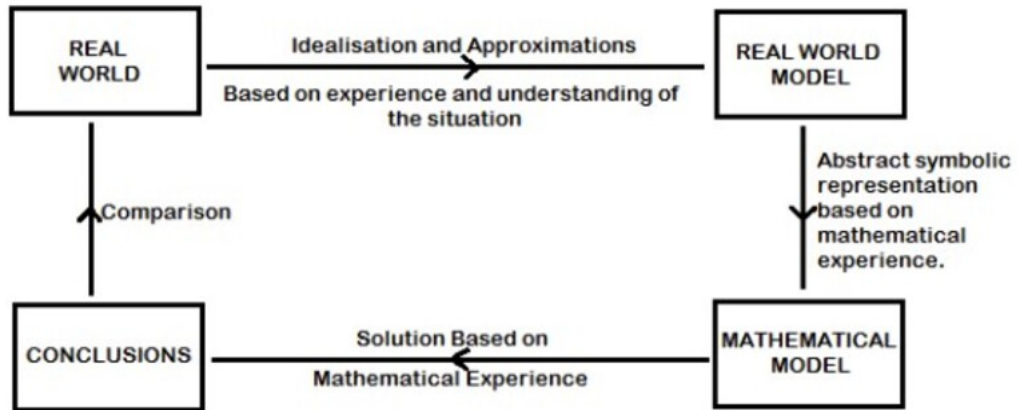 REAL
WORLD
Idealisation and Approximations
Based on experience and understanding of
the situation
REAL WORLD
MODEL
Abstract symbolic
representation
based on
mathematical
experience.
Comparison
CONCLUSIONS
Solution Based on
Mathematical Experience
MATHEMATICAL
MODEL